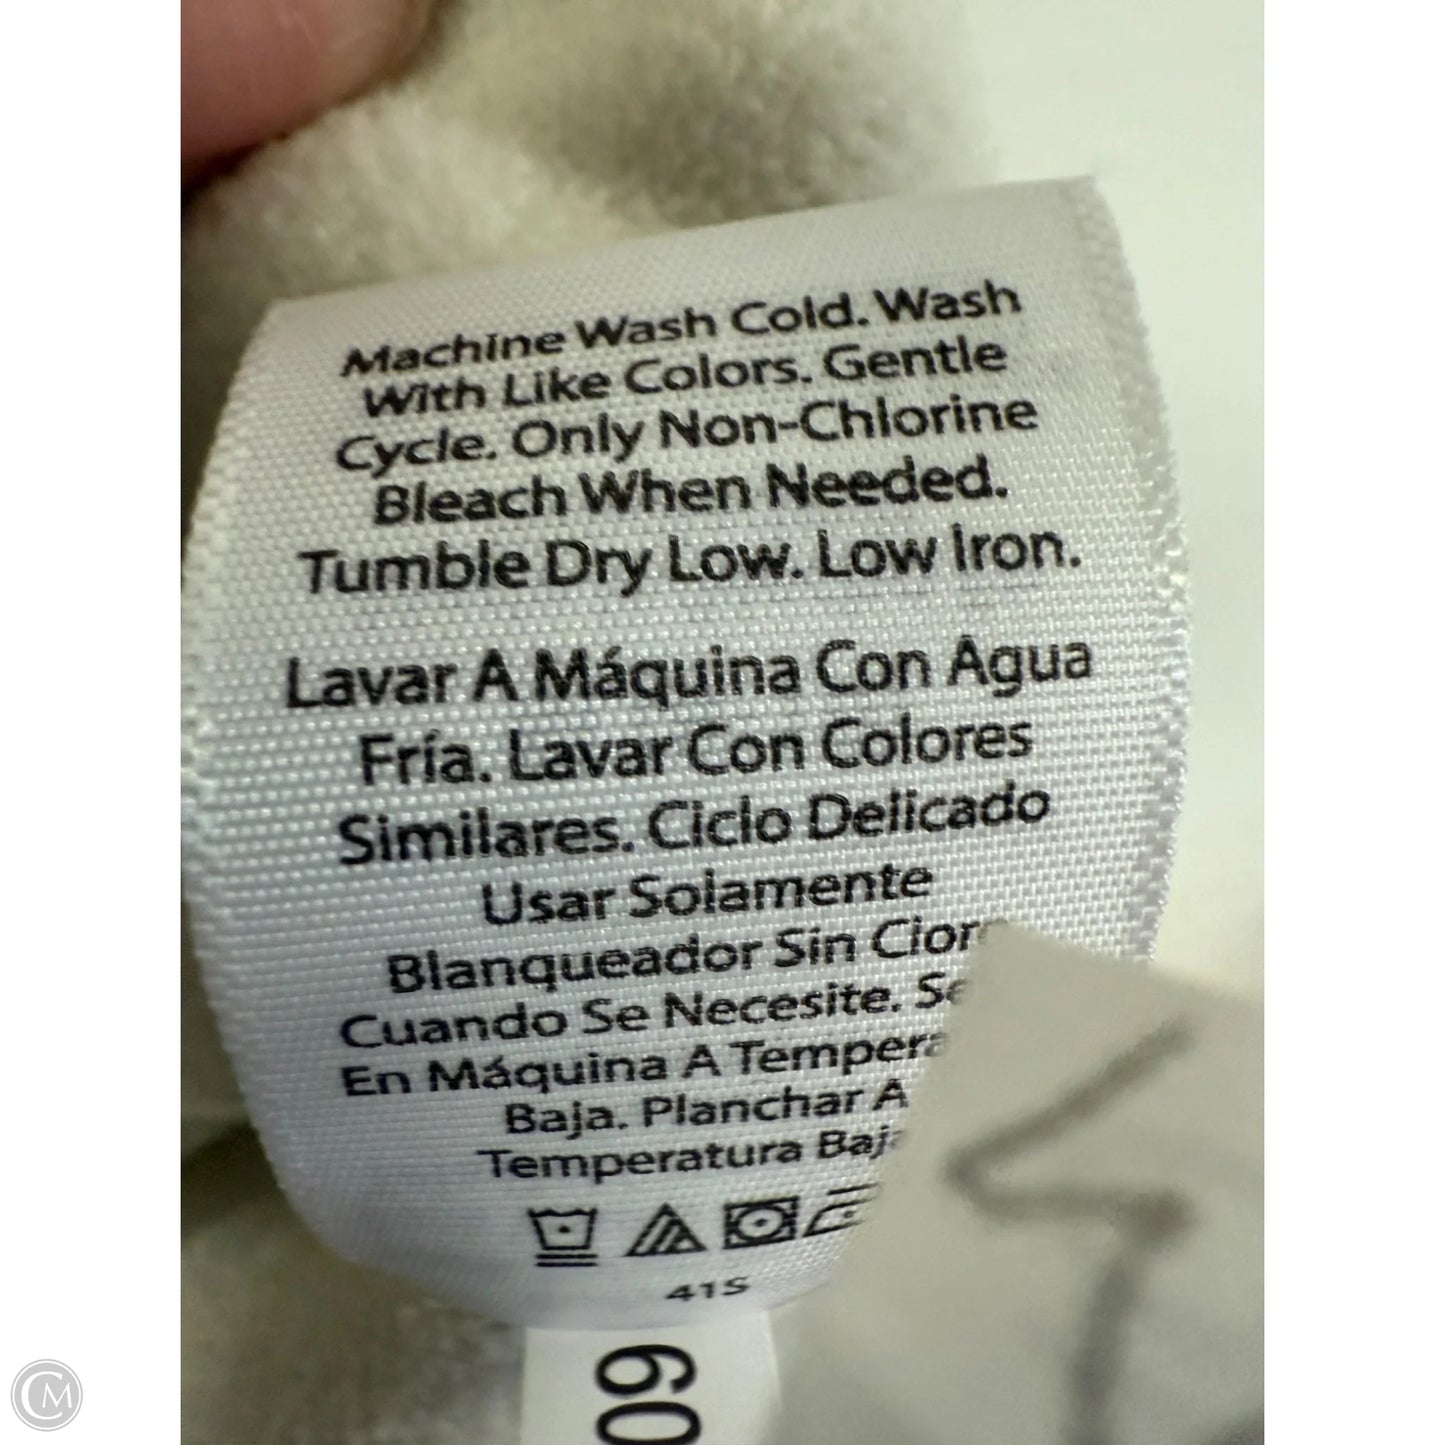 Machine Wash Cold. Wash
With Like Colors. Gentle
Cycle. Only Non-Chlorine
Bleach When Needed.
Tumble Dry Low. Low Iron.
Lavar A Máquina Con Agua
Fría. Lavar Con Colores
Similares. Ciclo Delicado
Usar Solamente
Blanqueador Sin
Cuando Se Necesite.
En Máquina A
Baja. Planchar A
Temperatura
41S
09
CM